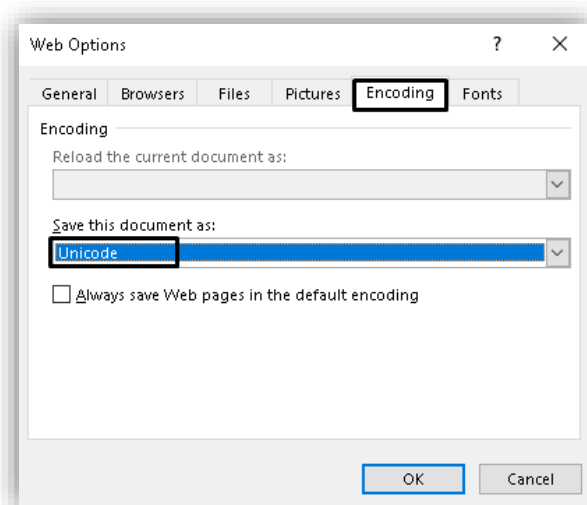 Web Options ?
General Browsers Files Pictures Encoding Fonts
Encoding
Reload the current document as:
Save this document as:
Unicode
Always save Web pages in the default encoding
OK Cancel